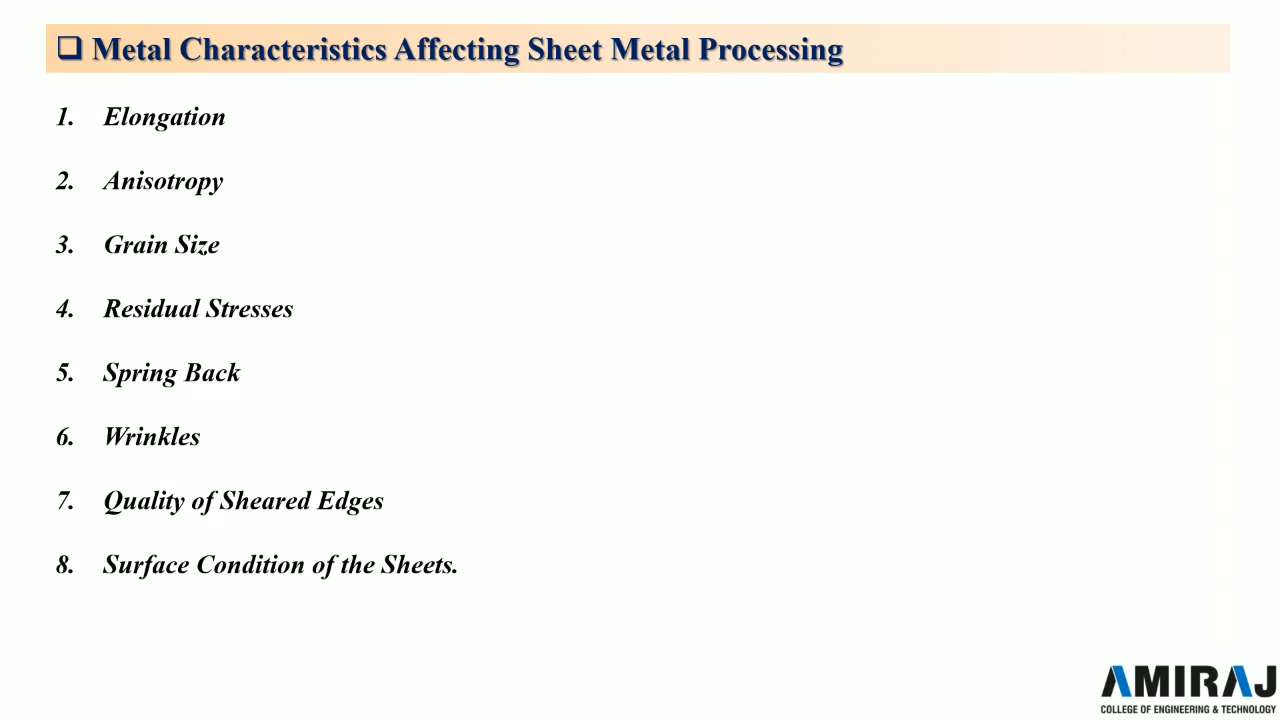 ❑ Metal Characteristics Affecting Sheet Metal Processing
1. Elongation
2. Anisotropy
3. Grain Size
4. Residual Stresses
5. Spring Back
6. Wrinkles
7. Quality of Sheared Edges
8. Surface Condition of the Sheets.
AMIRAJ
COLLEGE OF ENGINEERING & TECHNOLOGY